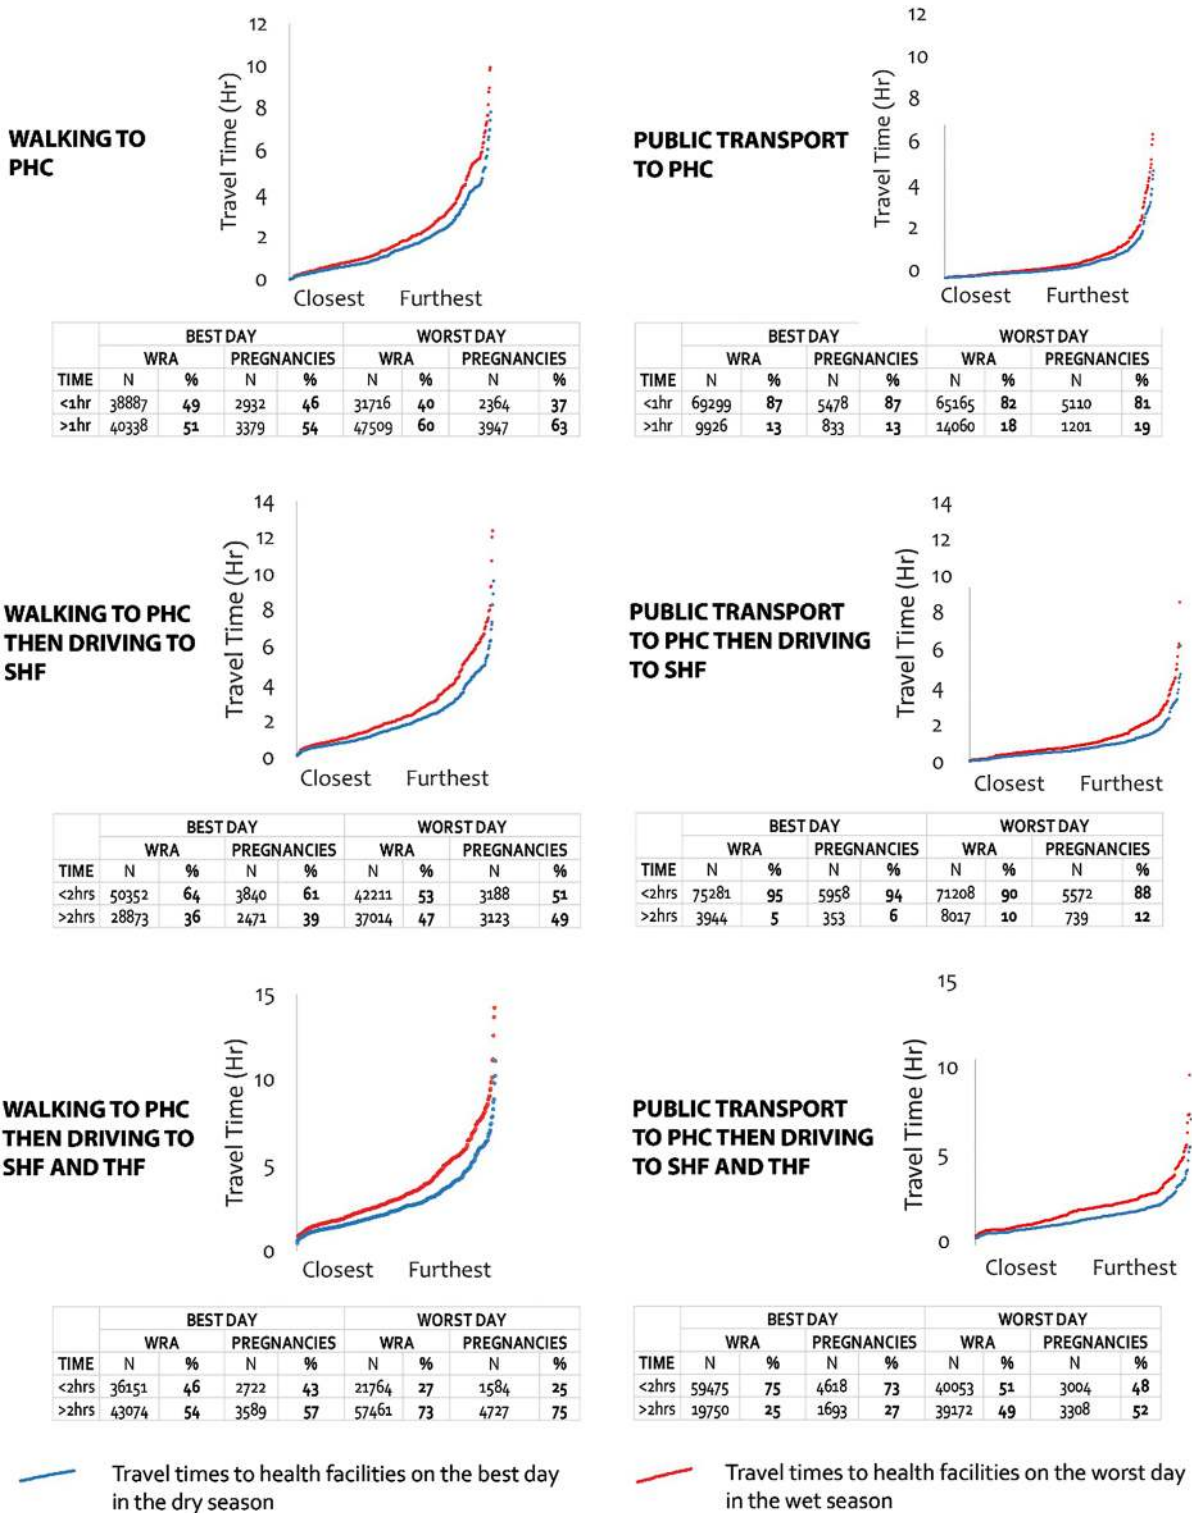 WALKING TO
PHC
Travel Time (Hr)
12
10
8
6
4
2
0
Closest Furthest
BEST DAY WORST DAY
WRA PREGNANCIES WRA PREGNANCIES
TIME N % N % N % N %
<1hr 38887 49 2932 46 31716 40 2364 37
>1hr 40338 51 3379 54 47509 60 3947 63
PUBLIC TRANSPORT
TO PHC
Travel Time (Hr)
12
10
8
6
4
2
0
Closest Furthest
BEST DAY WORST DAY
WRA PREGNANCIES WRA PREGNANCIES
TIME N % N % N % N %
<1hr 69299 87 5478 87 65165 82 5110 81
>1hr 9926 13 833 13 14060 18 1201 19
WALKING TO PHC
THEN DRIVING TO
SHF
Travel Time (Hr)
14
12
10
8
6
4
2
0
Closest Furthest
BEST DAY WORST DAY
WRA PREGNANCIES WRA PREGNANCIES
TIME N % N % N % N %
<2hrs 50352 64 3840 61 42211 53 3188 51
>2hrs 28873 36 2471 39 37014 47 3123 49
PUBLIC TRANSPORT
TO PHC THEN DRIVING
TO SHF
Travel Time (Hr)
14
12
10
8
6
4
2
0
Closest Furthest
BEST DAY WORST DAY
WRA PREGNANCIES WRA PREGNANCIES
TIME N % N % N % N %
<2hrs 75281 95 5958 94 71208 90 5572 88
>2hrs 3944 5 353 6 8017 10 739 12
WALKING TO PHC
THEN DRIVING TO
SHF AND THF
Travel Time (Hr)
15
10
5
0
Closest Furthest
BEST DAY WORST DAY
WRA PREGNANCIES WRA PREGNANCIES
TIME N % N % N % N %
<2hrs 36151 46 2722 43 21764 27 1584 25
>2hrs 43074 54 3589 57 57461 73 4727 75
PUBLIC TRANSPORT
TO PHC THEN DRIVING
TO SHF AND THF
Travel Time (Hr)
15
10
5
0
Closest Furthest
BEST DAY WORST DAY
WRA PREGNANCIES WRA PREGNANCIES
TIME N % N % N % N %
<2hrs 59475 75 4618 73 40053 51 3004 48
>2hrs 19750 25 1693 27 39172 49 3308 52
Travel times to health facilities on the best day
in the dry season
Travel times to health facilities on the worst day
in the wet season